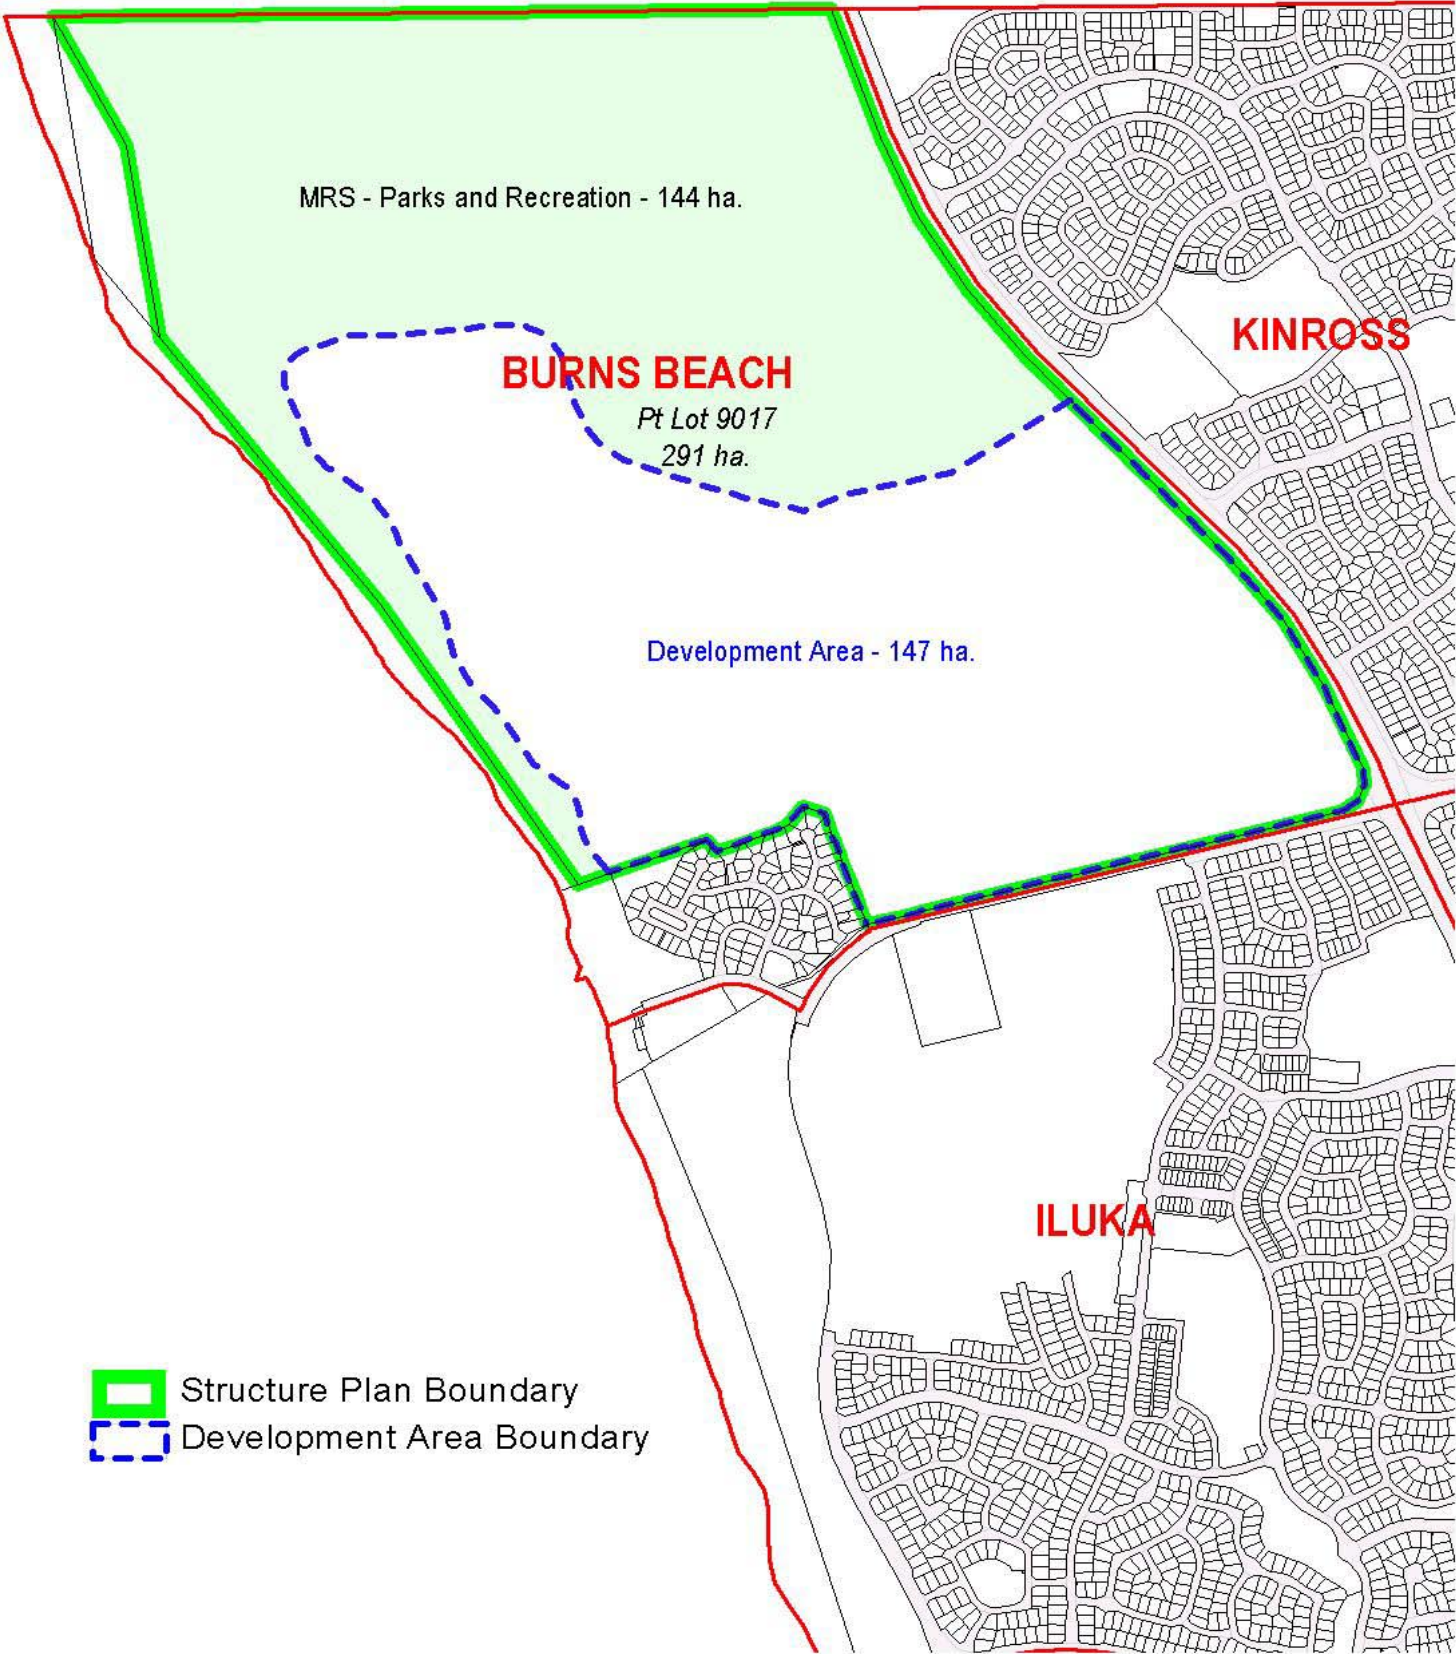 MRS - Parks and Recreation - 144 ha.
KINROSS
BURNS BEACH
Pt Lot 9017
291 ha.
Development Area - 147 ha.
ILUKA
Structure Plan Boundary
Development Area Boundary